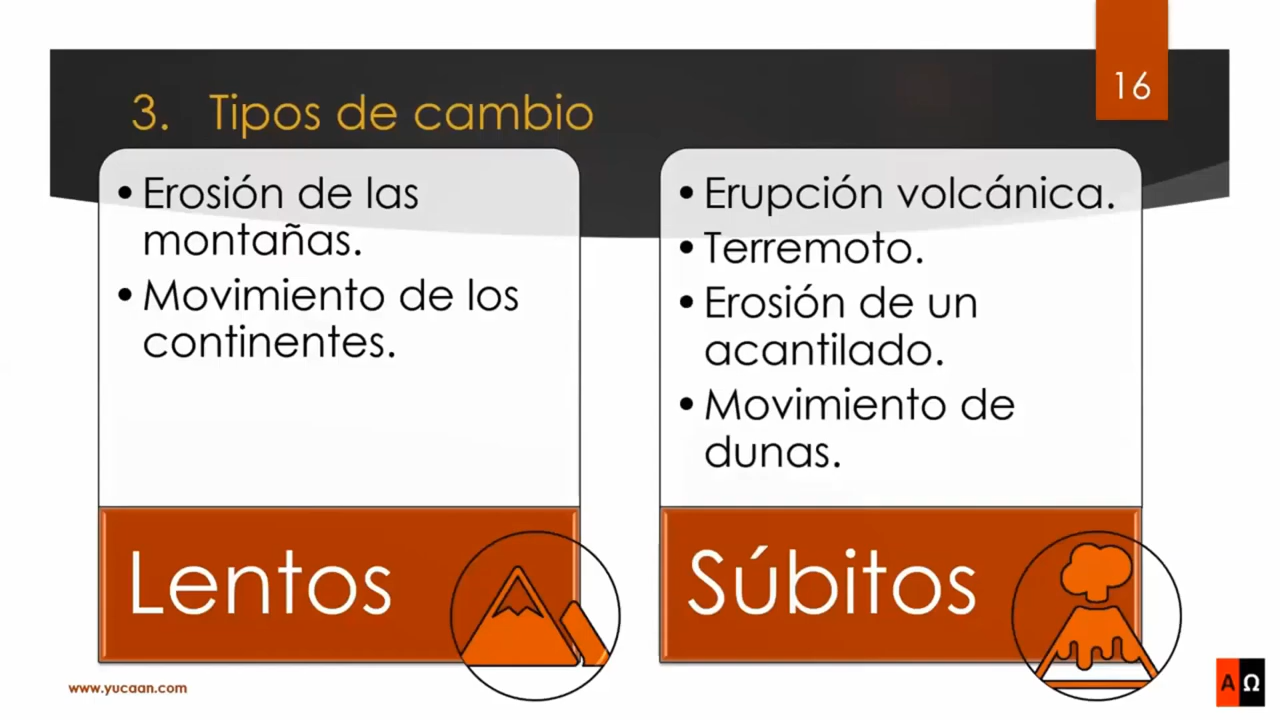 16
3. Tipos de cambio
•Erosión de las
montañas.
•Movimiento de los
continentes.
Lentos
•Erupción volcánica.
•Terremoto.
•Erosión de un
acantilado.
•Movimiento de
dunas.
Súbitos
www.yucaan.com
ΑΩ